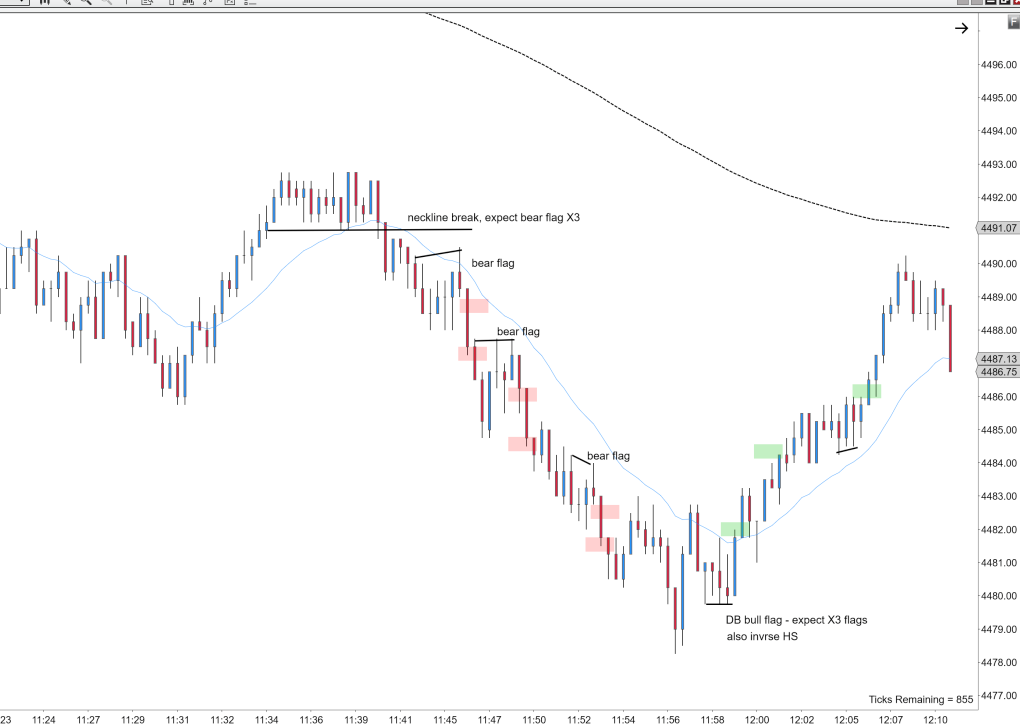 F
4496.00
4495.00
4494.00
4493.00
4492.00
4491.07
4490.00
4489.00
4488.00
4487.13
4486.75
4486.00
4485.00
4484.00
4483.00
4482.00
4481.00
4480.00
4479.00
4478.00
4477.00
neckline break, expect bear flag X3
bear flag
bear flag
bear flag
DB bull flag - expect X3 flags
also invrse HS
Ticks Remaining = 855
23 11:24 11:27 11:29 11:31 11:32 11:34 11:36 11:39 11:41 11:45 11:47 11:50 11:52 11:54 11:56 11:58 12:00 12:02 12:05 12:07 12:10